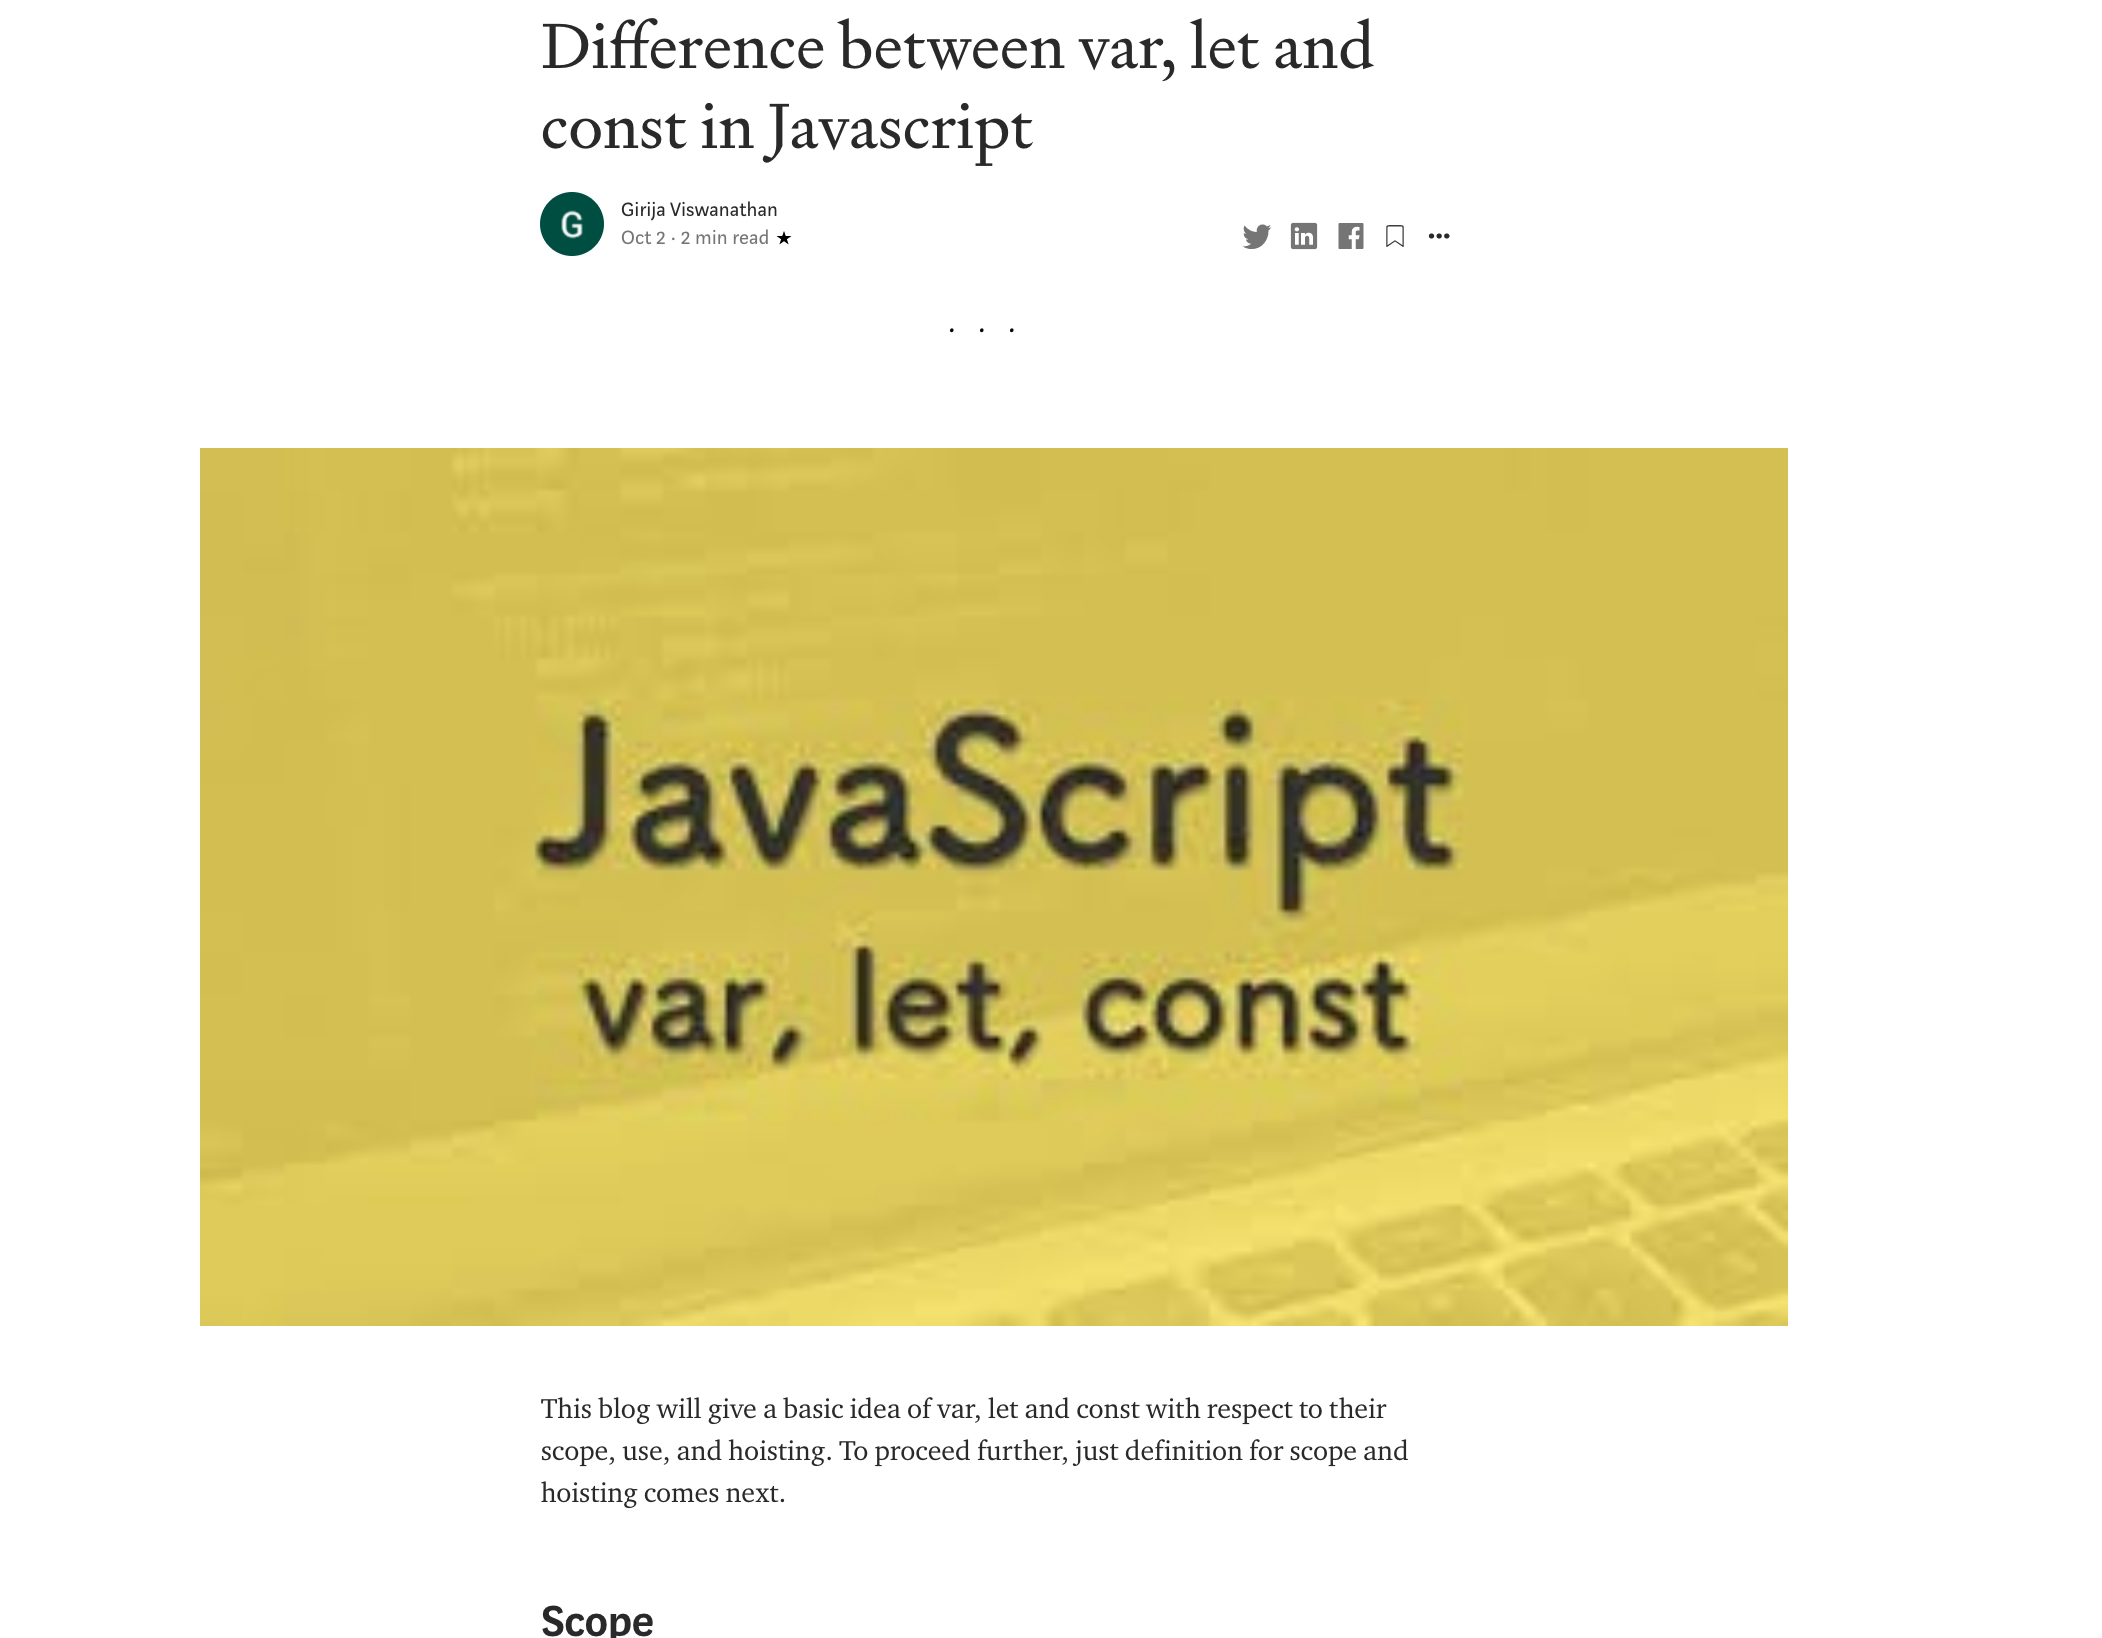 Difference between var, let and
const in Javascript
G
Girija Viswanathan
Oct 2 · 2 min read ★
in f
. . .
JavaScript
var, let, const
This blog will give a basic idea of var, let and const with respect to their
scope, use, and hoisting. To proceed further, just definition for scope and
hoisting comes next.
Scope